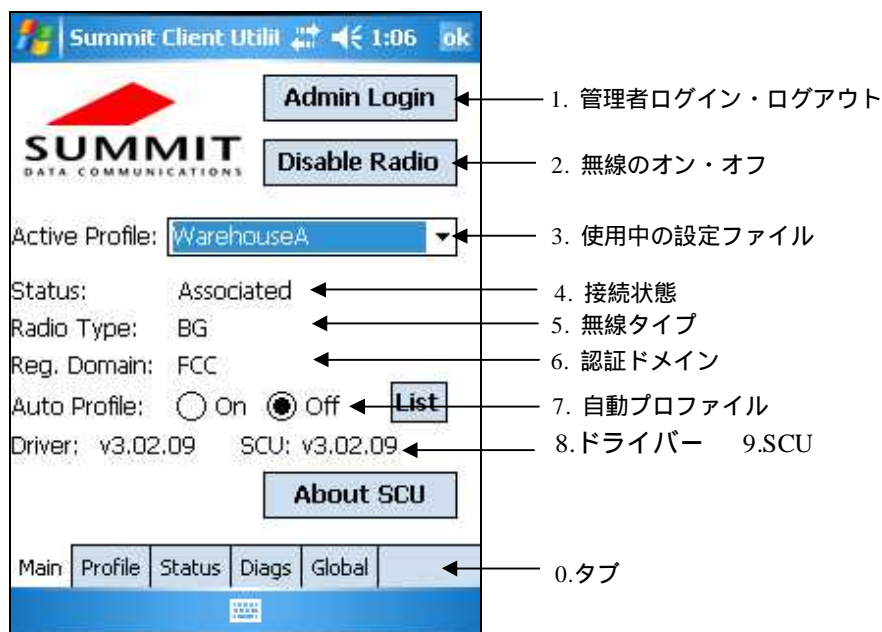 Summit Client Utilit 1:06 ok
Admin Login
1. 管理者ログイン・ログアウト
SUMMIT
DATA COMMUNICATIONS
Disable Radio
2. 無線のオン・オフ
Active Profile: WarehouseA
3. 使用中の設定ファイル
Status: Associated
4. 接続状態
Radio Type: BG
5. 無線タイプ
Reg. Domain: FCC
6. 認証ドメイン
Auto Profile: On Off List
7. 自動プロファイル
Driver: v3.02.09 SCU: v3.02.09
8.ドライバー 9.SCU
About SCU
Main Profile Status Diags Global
0.タブ